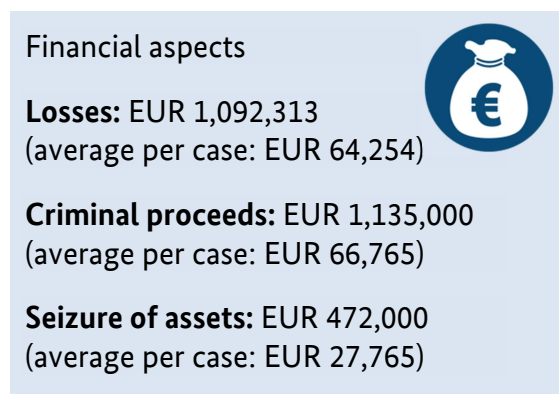 Financial aspects
Losses: EUR 1,092,313
(average per case: EUR 64,254)
Criminal proceeds: EUR 1,135,000
(average per case: EUR 66,765)
Seizure of assets: EUR 472,000
(average per case: EUR 27,765)
€